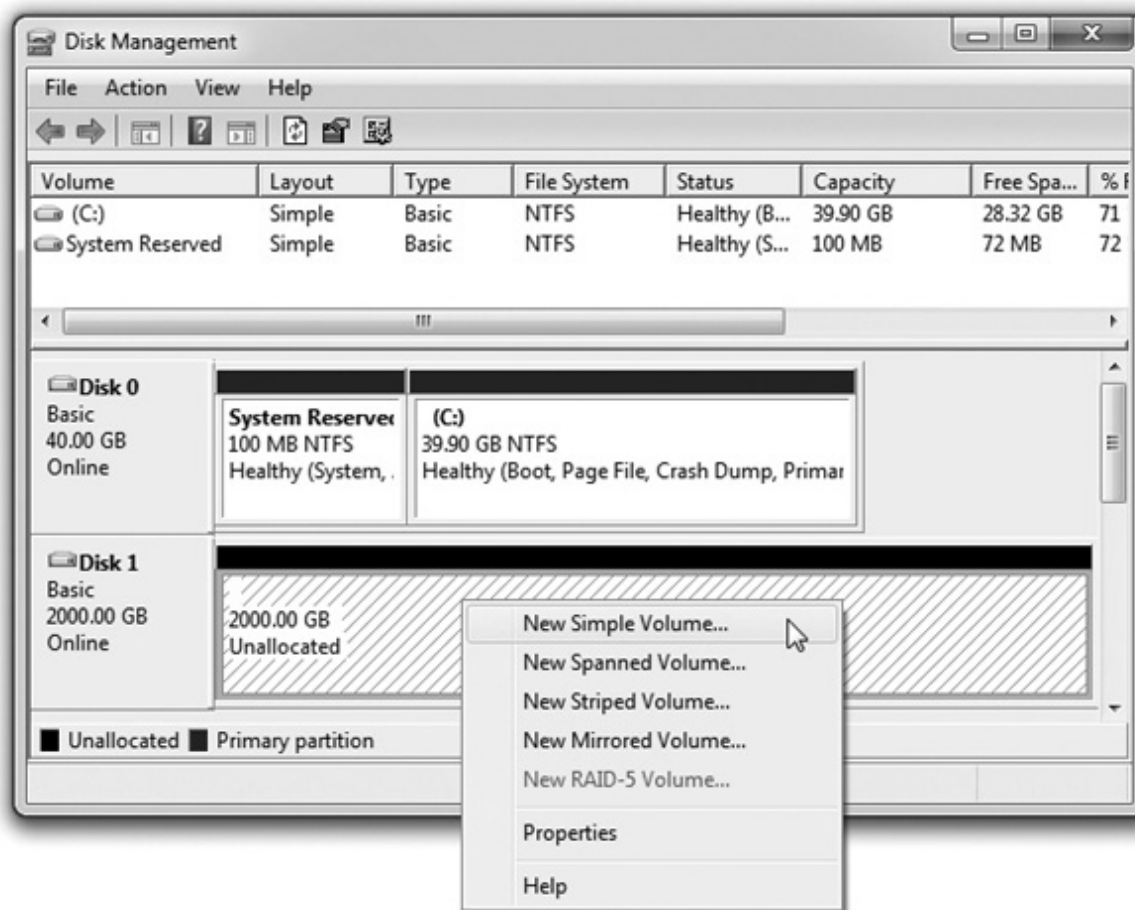 Disk Management
File Action View Help
Volume Layout Type File System Status Capacity Free Spa... % F
(C:) Simple Basic NTFS Healthy (B... 39.90 GB 28.32 GB 71
System Reserved Simple Basic NTFS Healthy (S... 100 MB 72 MB 72
Disk 0
Basic
40.00 GB
Online
System Reserved
100 MB NTFS
Healthy (System, .
(C:)
39.90 GB NTFS
Healthy (Boot, Page File, Crash Dump, Primar
Disk 1
Basic
2000.00 GB
Online
2000.00 GB
Unallocated
New Simple Volume...
New Spanned Volume...
New Striped Volume...
New Mirrored Volume...
New RAID-5 Volume...
Properties
Help
Unallocated Primary partition